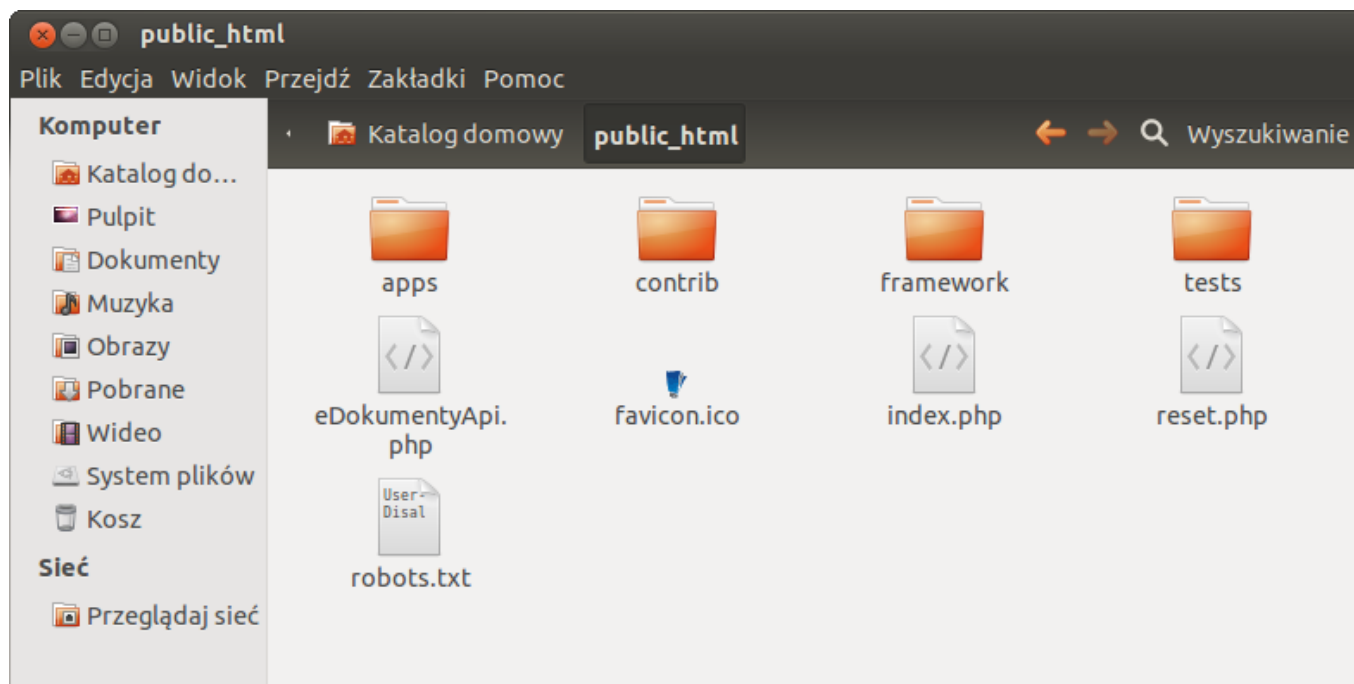 public_html
Plik Edycja Widok Przejdź Zakładki Pomoc
Komputer
Katalog do...
Pulpit
Dokumenty
Muzyka
Obrazy
Pobrane
Wideo
System plików
Kosz
Sieć
Przeglądaj sieć
Katalog domowy public_html Wyszukiwanie
apps contrib framework tests
eDokumentyApi.
php
favicon.ico index.php reset.php
User-
Disal
robots.txt